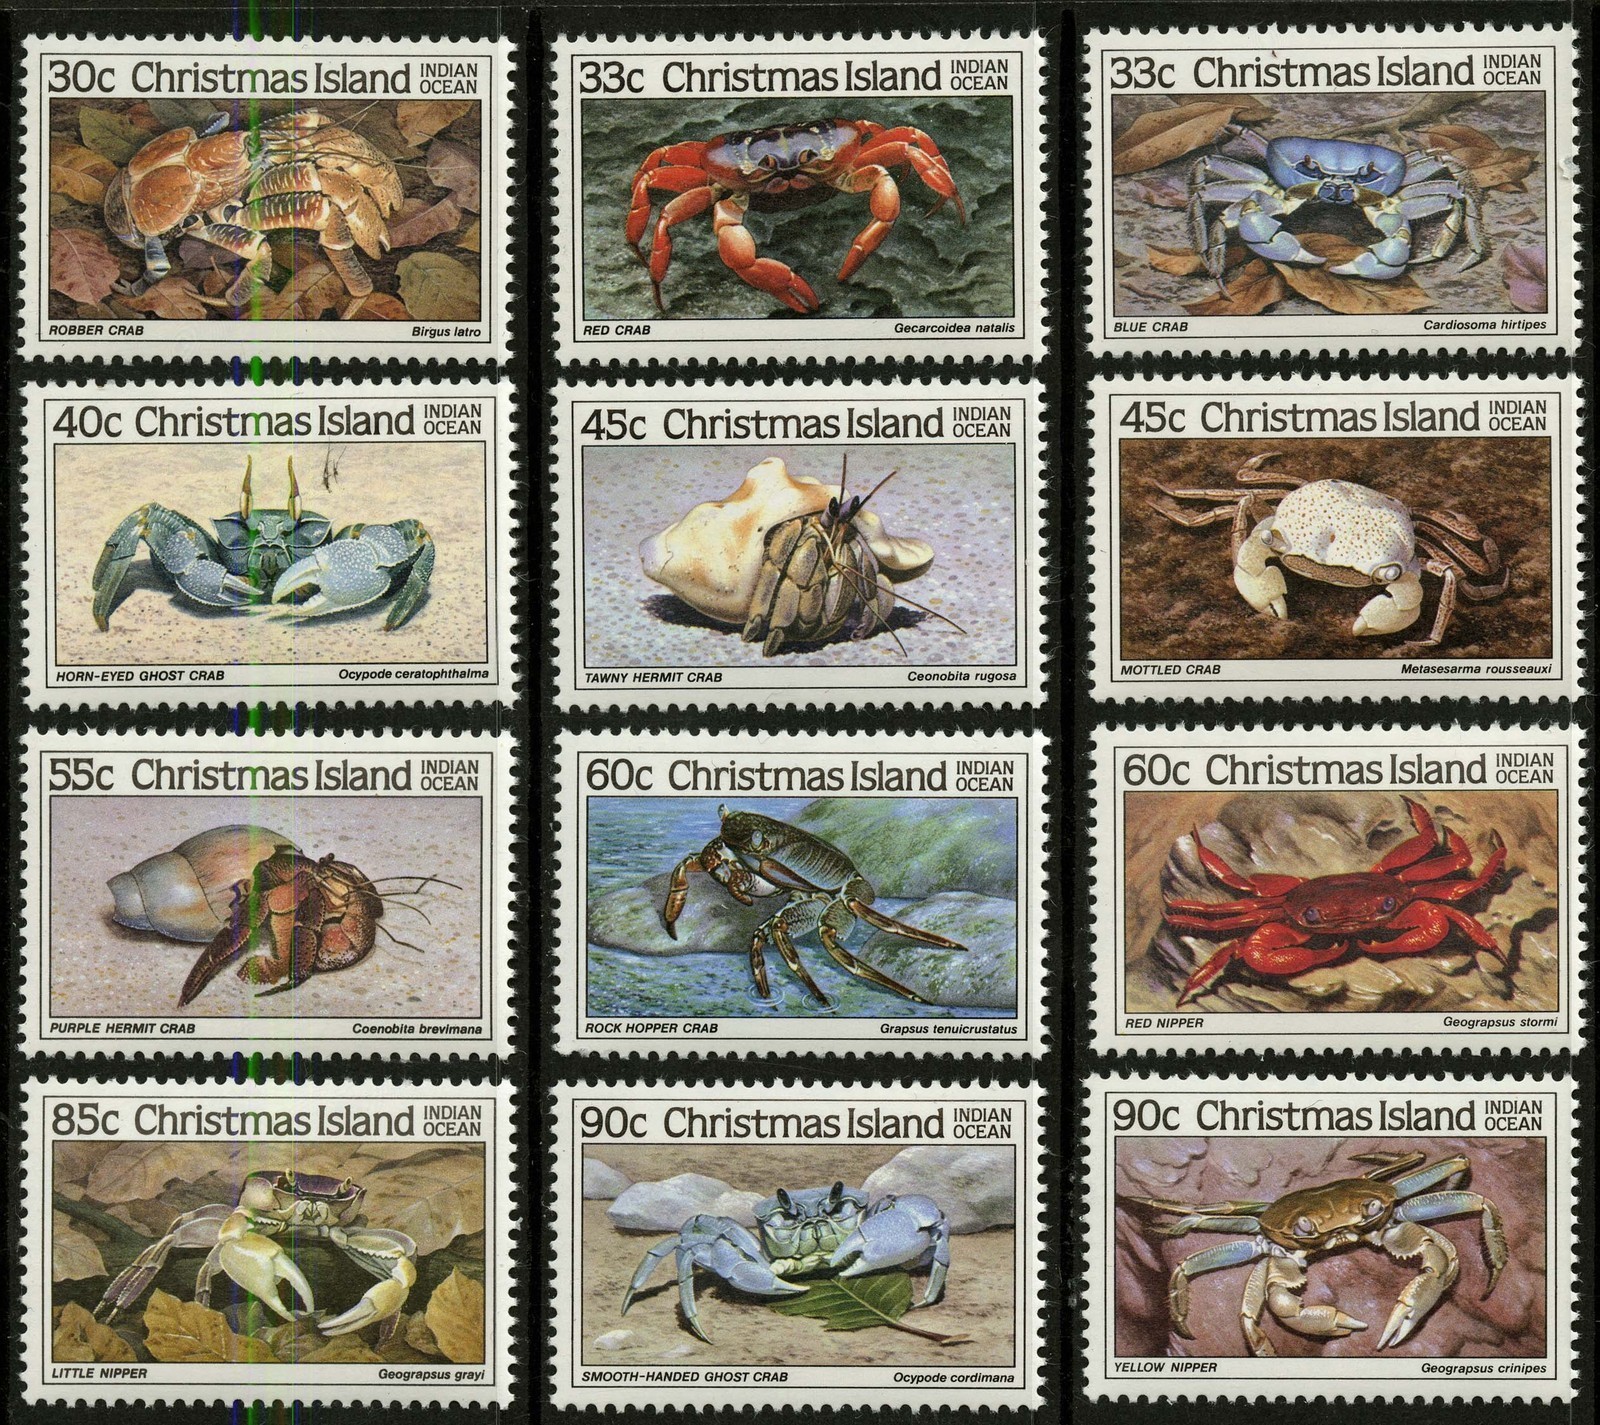 30c Christmas Island INDIAN OCEAN
ROBBER CRAB Birgus latro
33c Christmas Island INDIAN OCEAN
RED CRAB Gecarcoidea natalis
33c Christmas Island INDIAN OCEAN
BLUE CRAB Cardiosoma hirtipes
40c Christmas Island INDIAN OCEAN
HORN-EYED GHOST CRAB Ocypode ceratophthalma
45c Christmas Island INDIAN OCEAN
TAWNY HERMIT CRAB Ceonobita rugosa
45c Christmas Island INDIAN OCEAN
MOTTLED CRAB Metasesarma rousseauxi
55c Christmas Island INDIAN OCEAN
PURPLE HERMIT CRAB Coenobita brevimana
60c Christmas Island INDIAN OCEAN
ROCK HOPPER CRAB Grapsus tenuicrustatus
60c Christmas Island INDIAN OCEAN
RED NIPPER Geograpsus stormi
85c Christmas Island INDIAN OCEAN
LITTLE NIPPER Geograpsus grayi
90c Christmas Island INDIAN OCEAN
SMOOTH-HANDED GHOST CRAB Ocypode cordimana
90c Christmas Island INDIAN OCEAN
YELLOW NIPPER Geograpsus crinipes